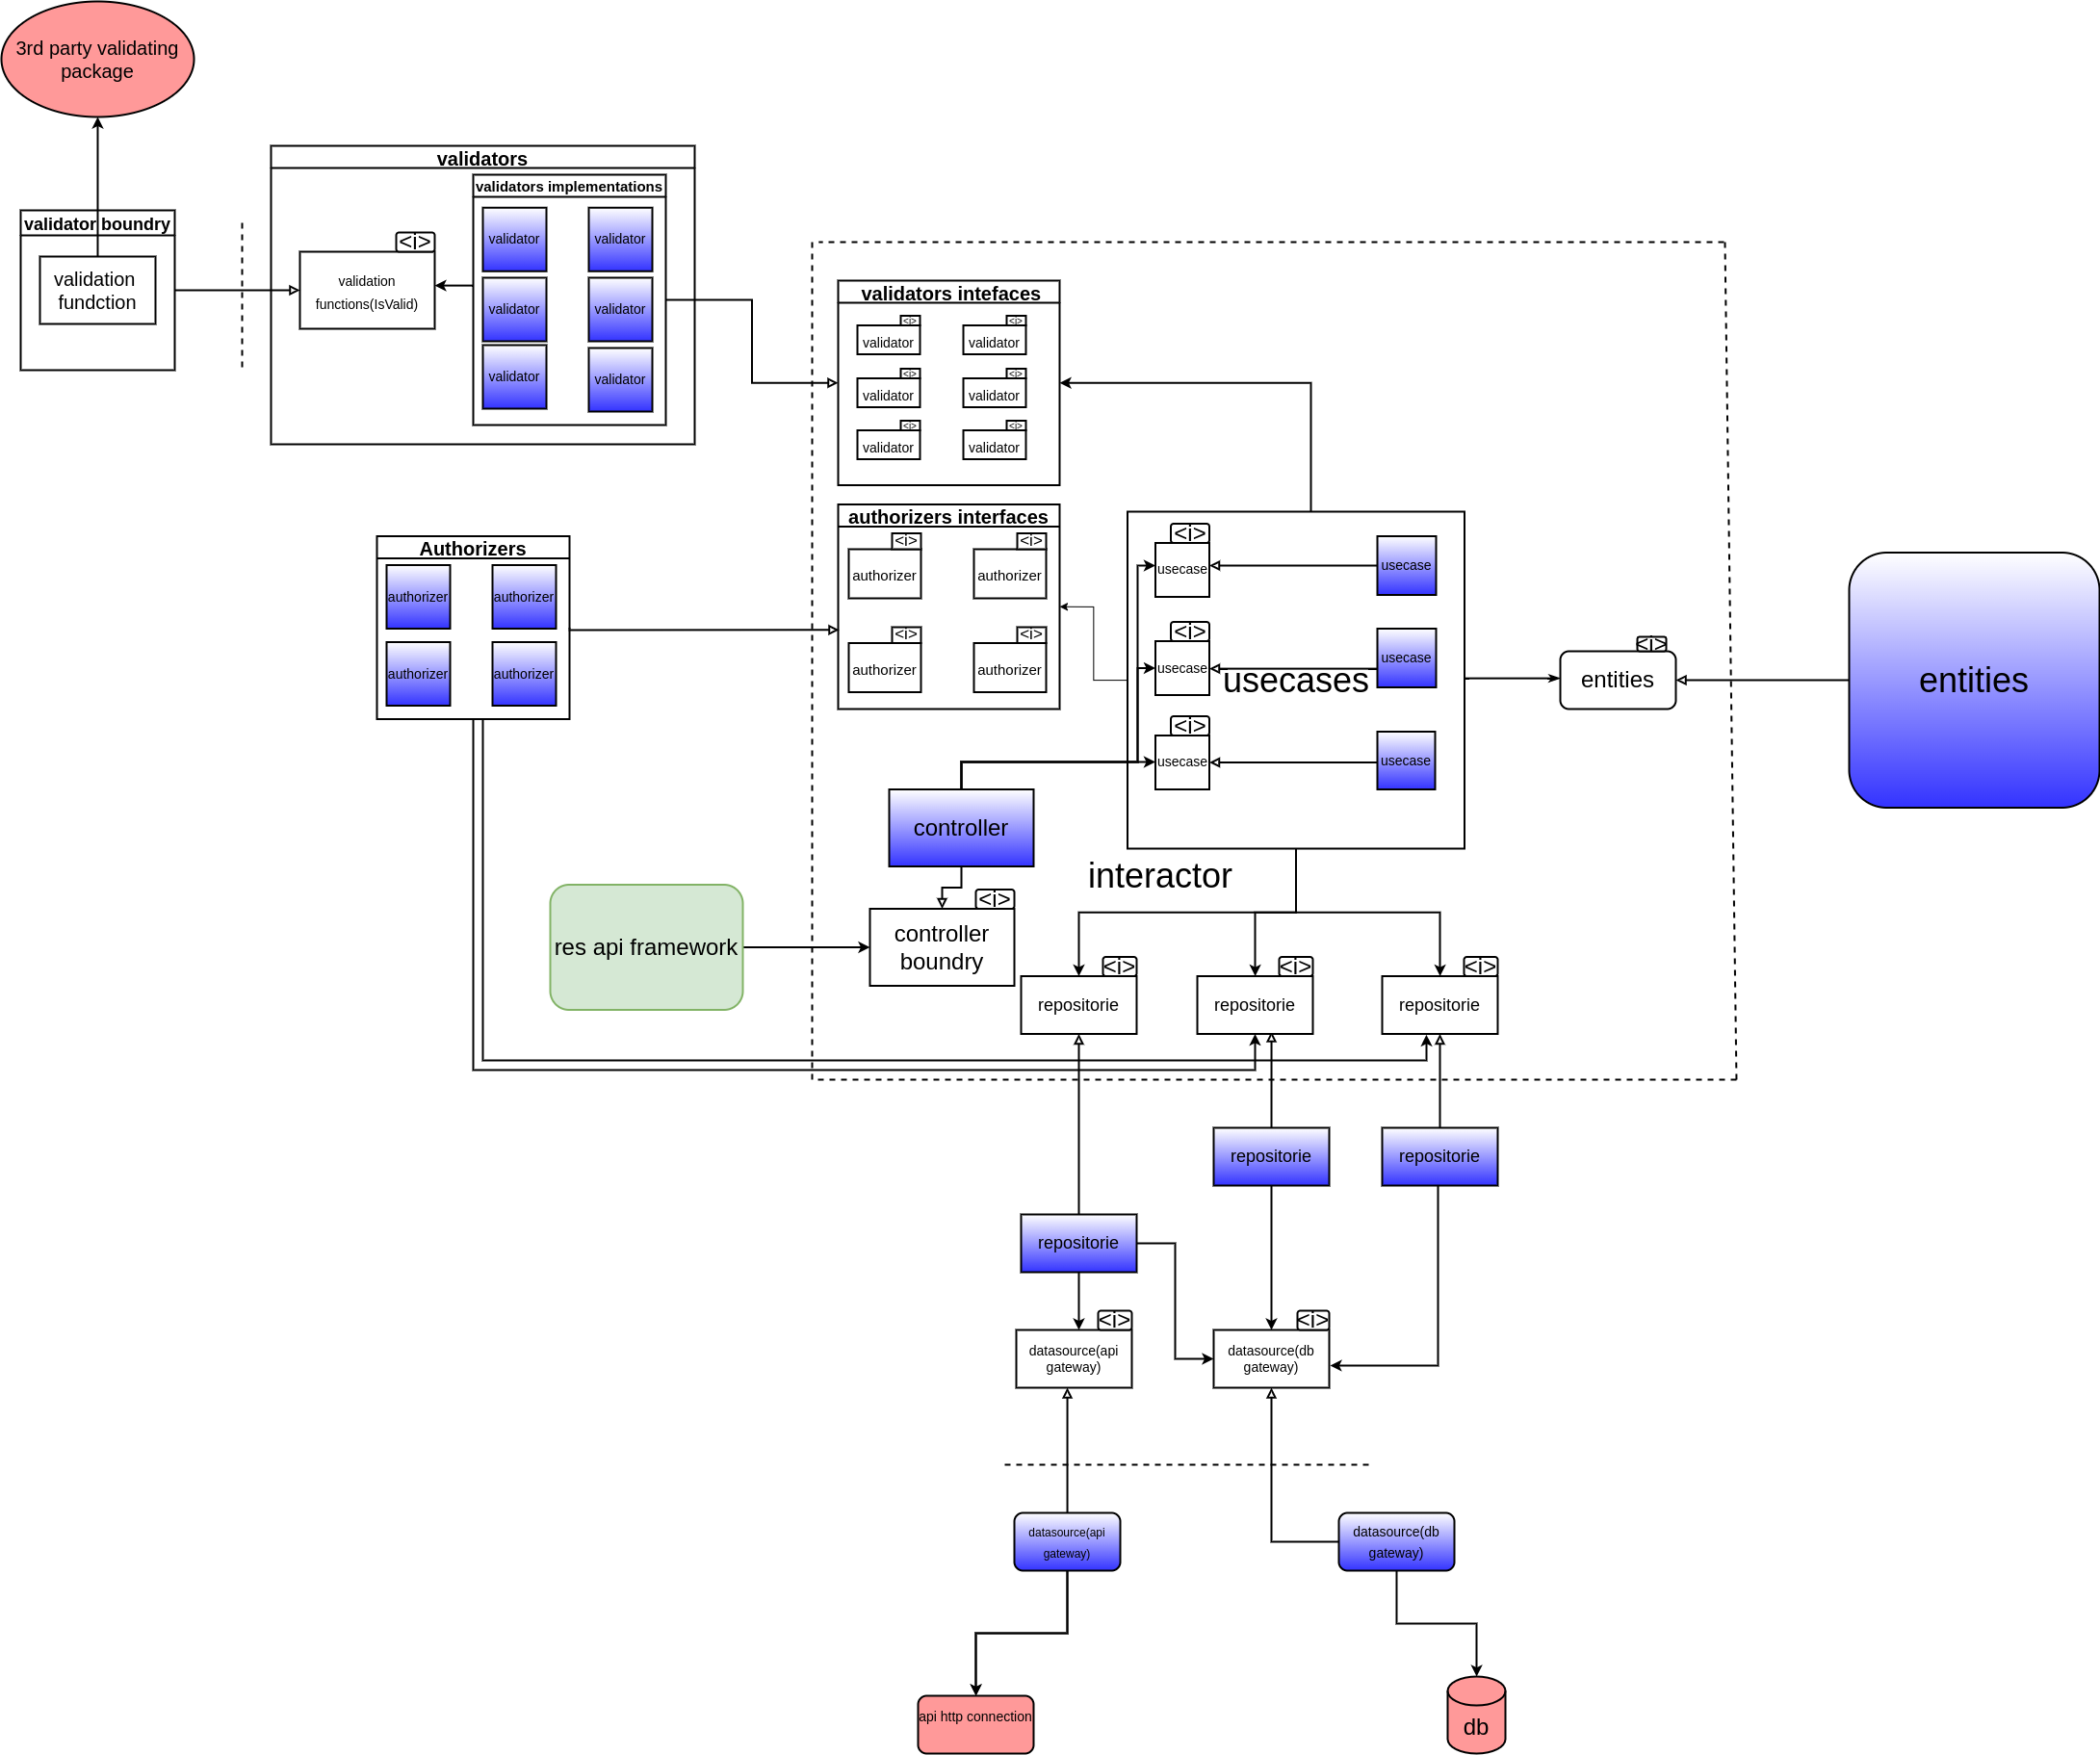 3rd party validating
package
validators
validators implementations
validator boundry
validation
fundction
<i>
validation
functions(IsValid)
validator
validator
validator
validator
validator
validator
validators intefaces
<i>
validator
<i>
validator
<i>
validator
<i>
validator
<i>
validator
<i>
validator
authorizers interfaces
<i>
authorizer
<i>
authorizer
<i>
authorizer
<i>
authorizer
Authorizers
authorizer
authorizer
authorizer
authorizer
<i>
usecase
usecase
<i>
usecase
usecase
usecases
<i>
usecase
usecase
<i>
entities
entities
controller
interactor
res api framework
<i>
controller
boundry
<i>
repositorie
<i>
repositorie
<i>
repositorie
repositorie
repositorie
repositorie
<i>
datasource(api
gateway)
<i>
datasource(db
gateway)
datasource(api
gateway)
datasource(db
gateway)
api http connection
db